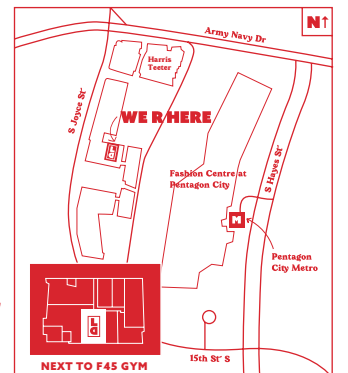 N↑
Army Navy Dr
Harris
Teeter
S Joyce St
WE R HERE
Fashion Centre at
Pentagon City
S Hayes St
M
Pentagon
City Metro
15th St S
NEXT TO F45 GYM